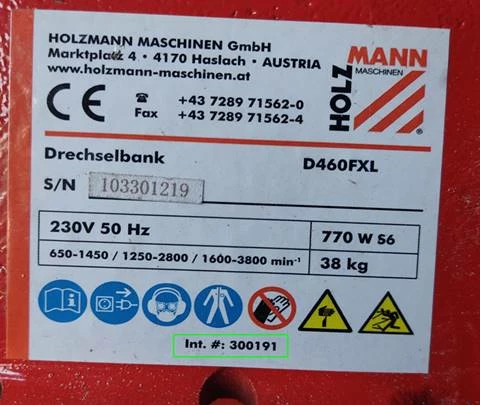 HOLZMANN MASCHINEN GmbH
Marktplatz 4 • 4170 Haslach • AUSTRIA
www.holzmann-maschinen.at
CE
☎ +43 7289 71562-0
Fax +43 7289 71562-4
HOLZ
MANN
MASCHINEN
®
Drechselbank D460FXL
S/N 103301219
230V 50 Hz 770 W S6
650-1450 / 1250-2800 / 1600-3800 min⁻¹ 38 kg
Int. #: 300191